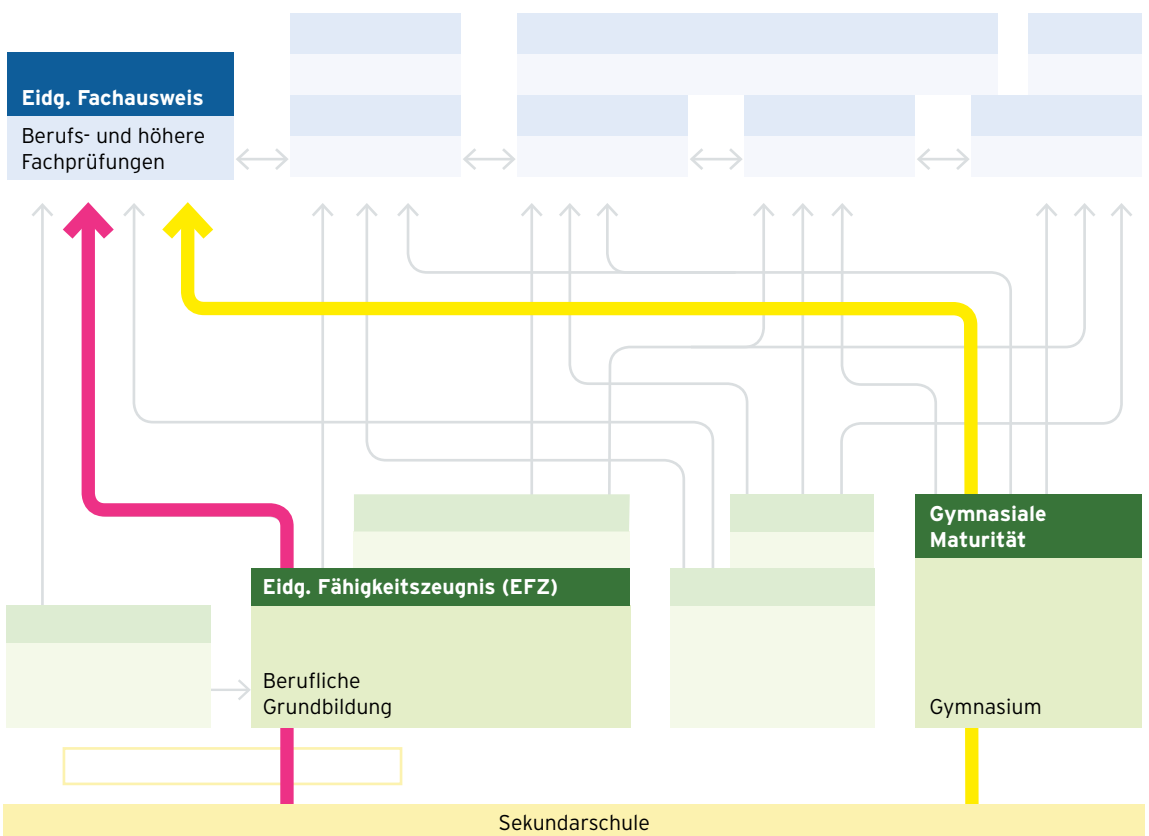 Eidg. Fachausweis
Berufs- und höhere
Fachprüfungen
Gymnasiale
Maturität
Eidg. Fähigkeitszeugnis (EFZ)
Berufliche
Grundbildung
Gymnasium
Sekundarschule